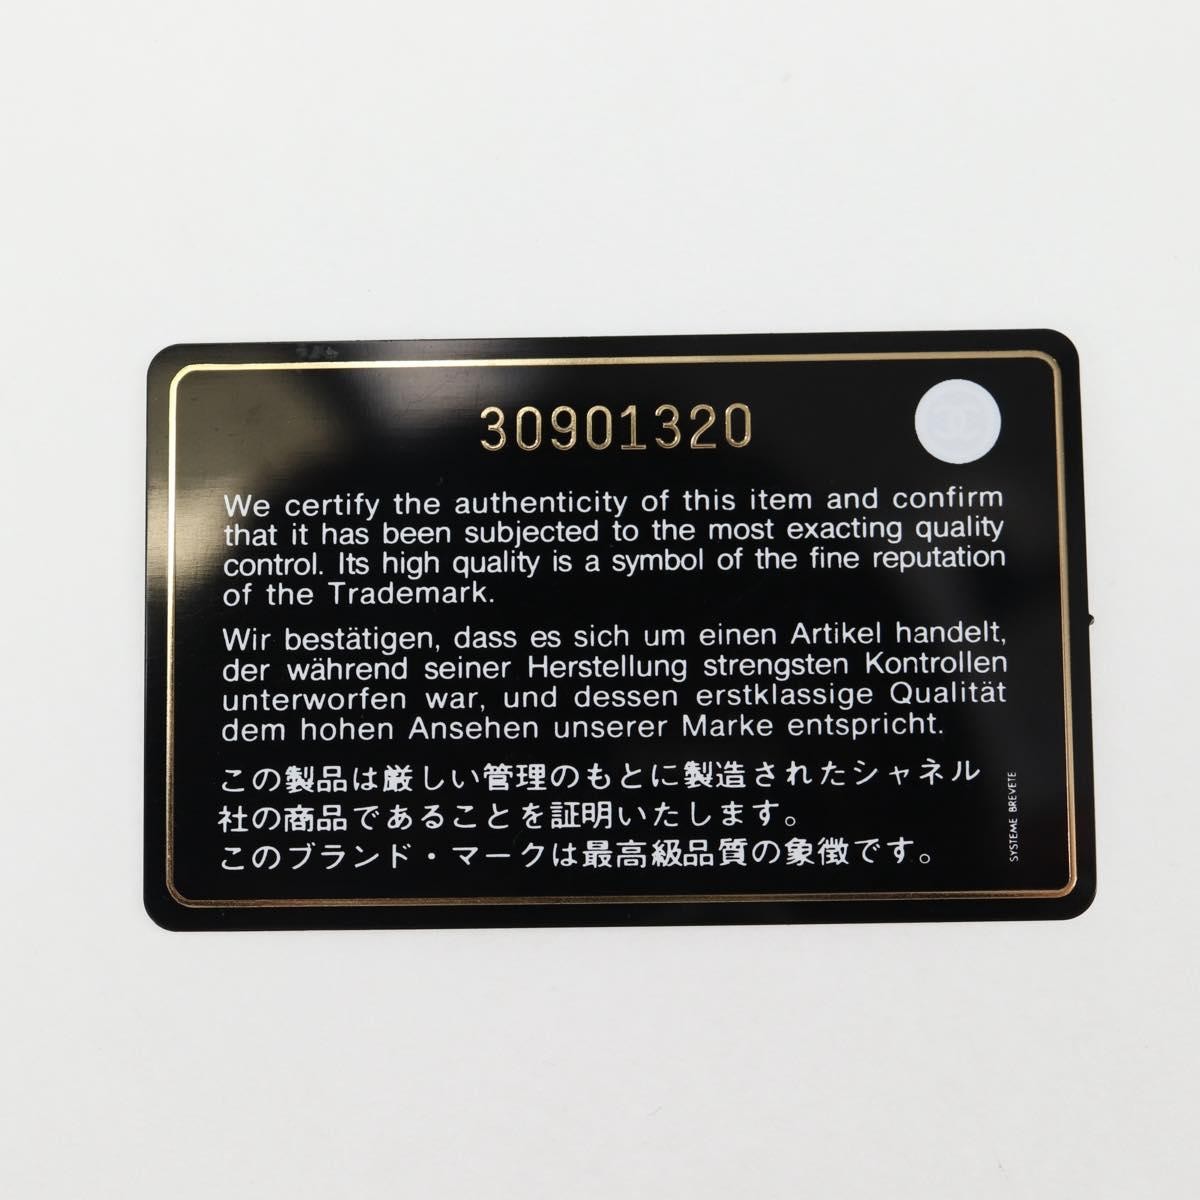 30901320
We certify the authenticity of this item and confirm
that it has been subjected to the most exacting quality
control. Its high quality is a symbol of the fine reputation
of the Trademark.
Wir bestätigen, dass es sich um einen Artikel handelt,
der während seiner Herstellung strengsten Kontrollen
unterworfen war, und dessen erstklassige Qualität
dem hohen Ansehen unserer Marke entspricht.
この製品は厳しい管理のもとに製造されたシャネル
社の商品であることを証明いたします。
このブランド・マークは最高級品質の象徴です。
SYSTEME BREVETE